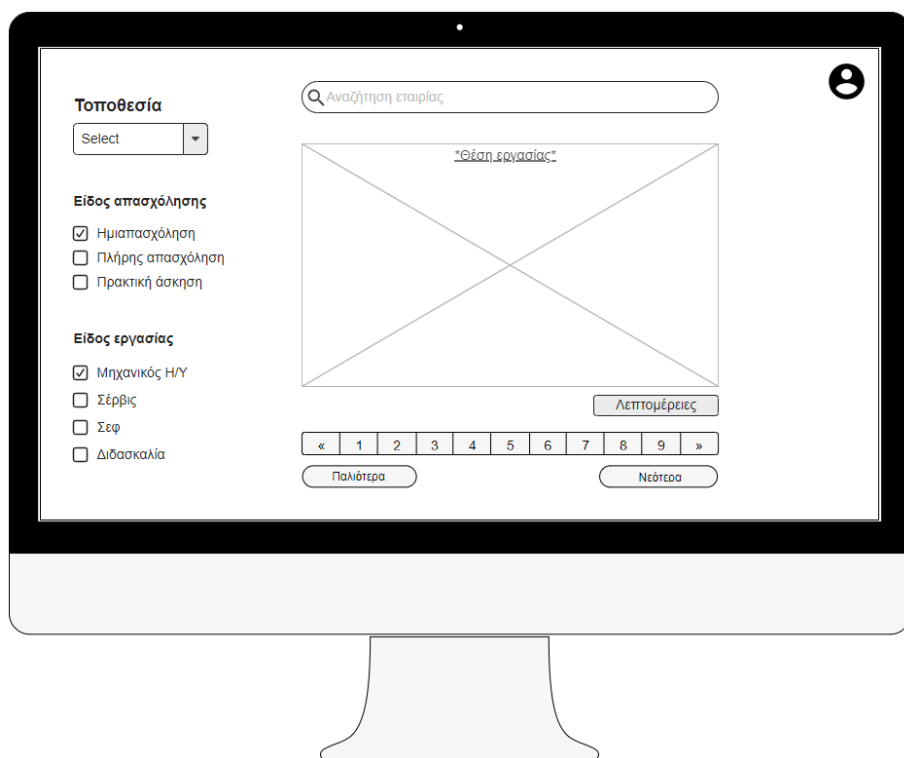 Τοποθεσία
Select
Είδος απασχόλησης
Ημιαπασχόληση
Πλήρης απασχόληση
Πρακτική άσκηση
Είδος εργασίας
Μηχανικός Η/Υ
Σέρβις
Σεφ
Διδασκαλία
Αναζήτηση εταιρίας
*Θέση εργασίας*
Λεπτομέρειες
« 1 2 3 4 5 6 7 8 9 »
Παλιότερα Νεότερα